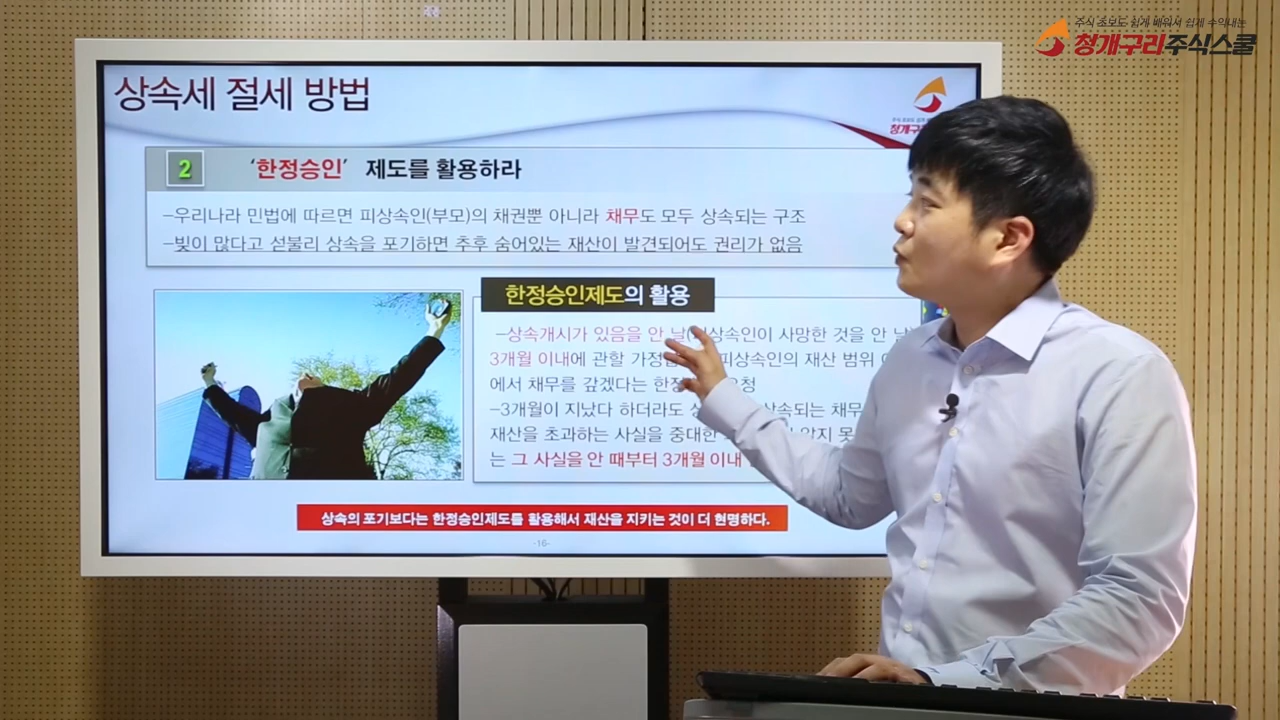 주식 초보도 쉽게 배워서 쉽게 수익내는
청개구리주식스쿨
상속세 절세 방법
2 '한정승인' 제도를 활용하라
-우리나라 민법에 따르면 피상속인(부모)의 채권뿐 아니라 채무도 모두 상속되는 구조
-빚이 많다고 섣불리 상속을 포기하면 추후 숨어있는 재산이 발견되어도 권리가 없음
한정승인제도의 활용
-상속개시가 있음을 안 날( 상속인이 사망한 것을 안
3개월 이내에 관할 가정 피상속인의 재산 범위
에서 채무를 갚겠다는 한정 요청
-3개월이 지났다 하더라도 상속되는 채무
재산을 초과하는 사실을 중대한 알지 못
는 그 사실을 안 때부터 3개월 이내
상속의 포기보다는 한정승인제도를 활용해서 재산을 지키는 것이 더 현명하다.
-16-